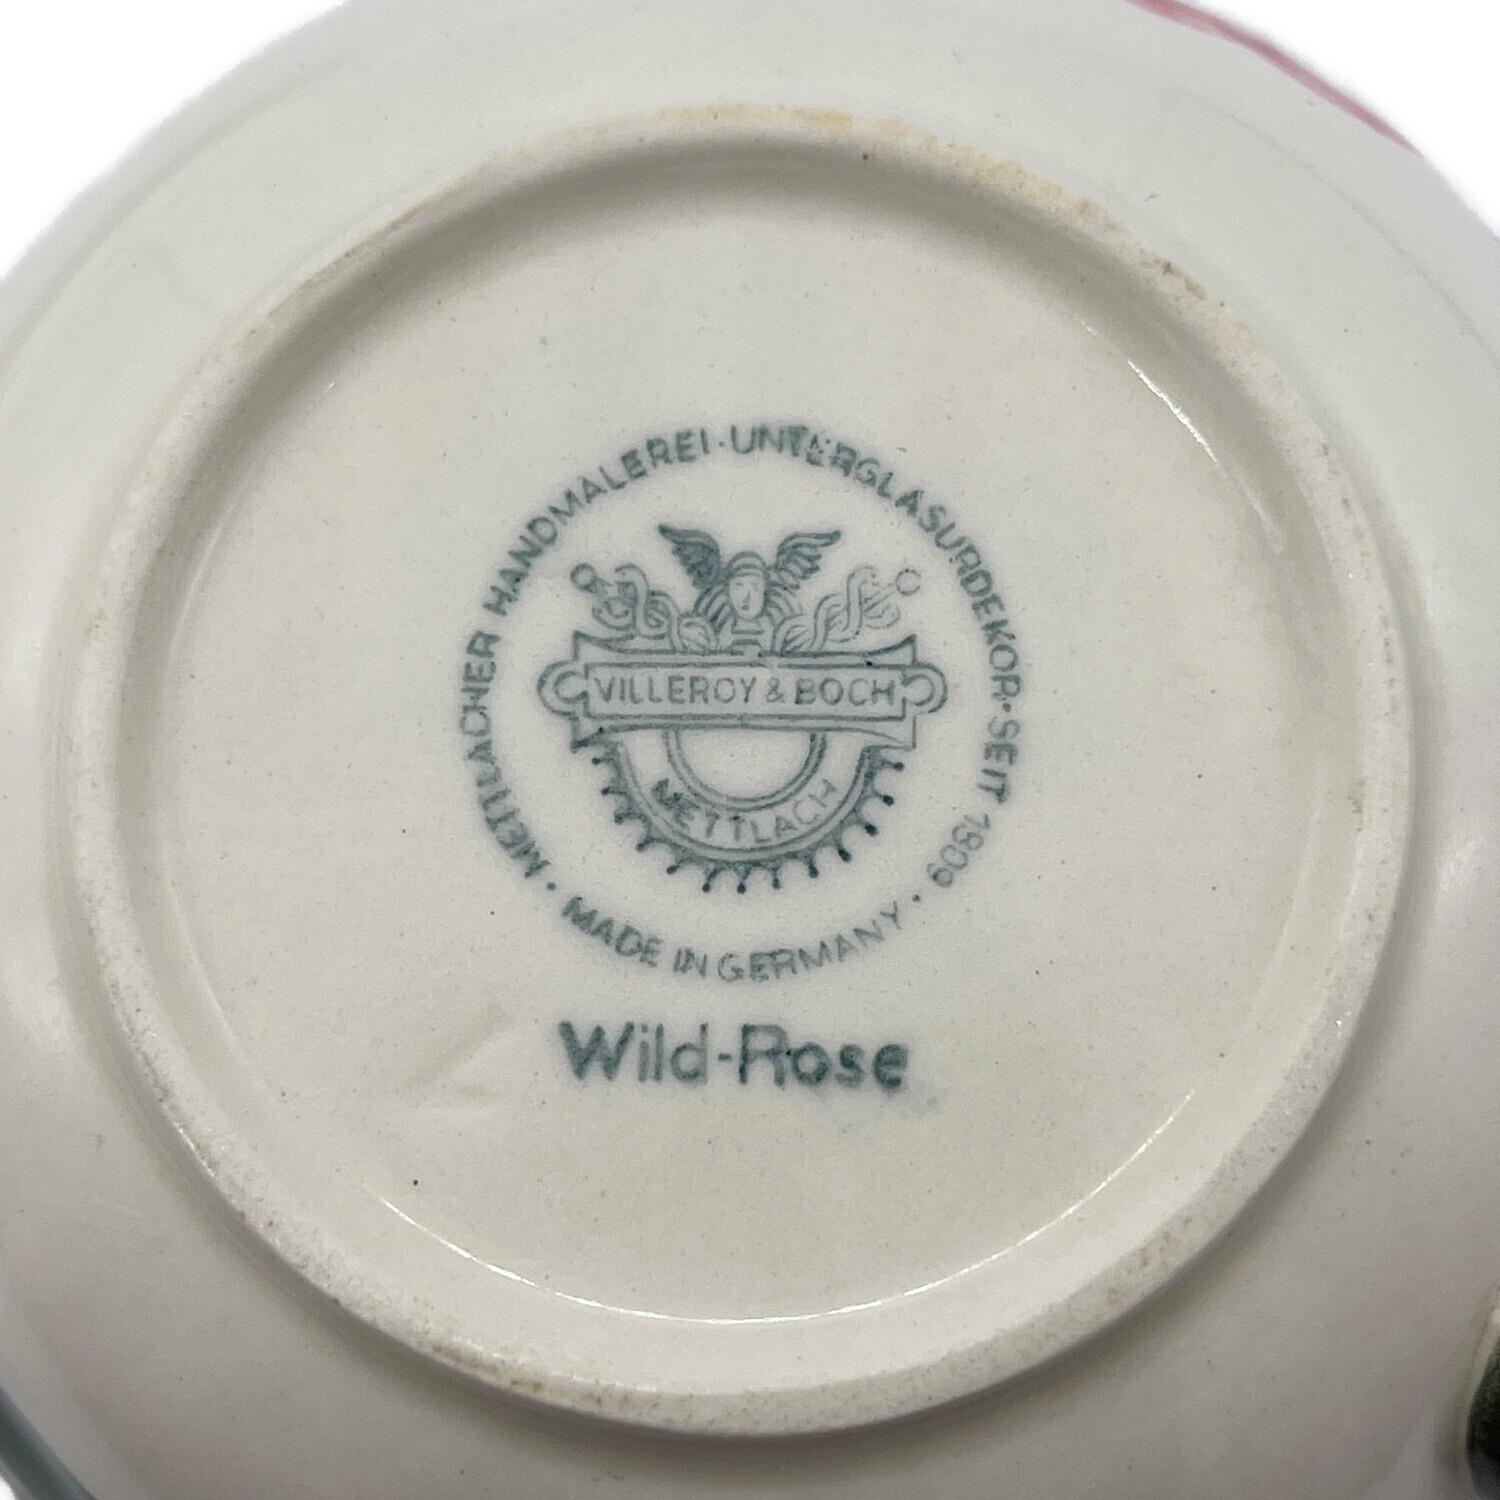 METTLACHER HANDMALEREI·UNTERGLASURDEKOR·SEIT 1809
VILLEROY & BOCH
METTLACH
· MADE IN GERMANY ·
Wild-Rose